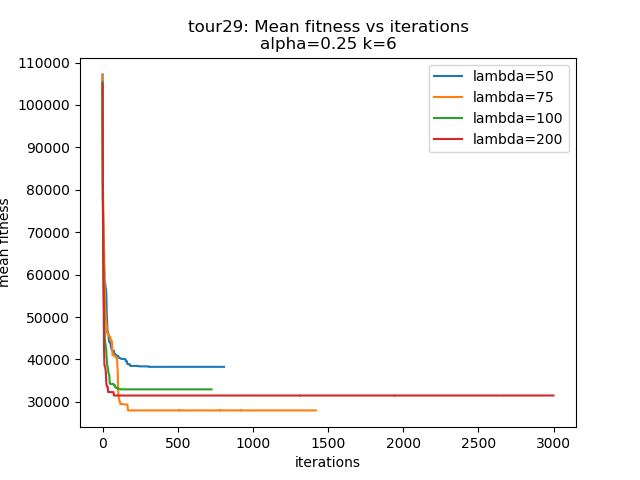 tour29: Mean fitness vs iterations
alpha=0.25 k=6
110000
100000
90000
80000
70000
60000
50000
40000
30000
mean fitness
lambda=50
lambda=75
lambda=100
lambda=200
0 500 1000 1500 2000 2500 3000
iterations